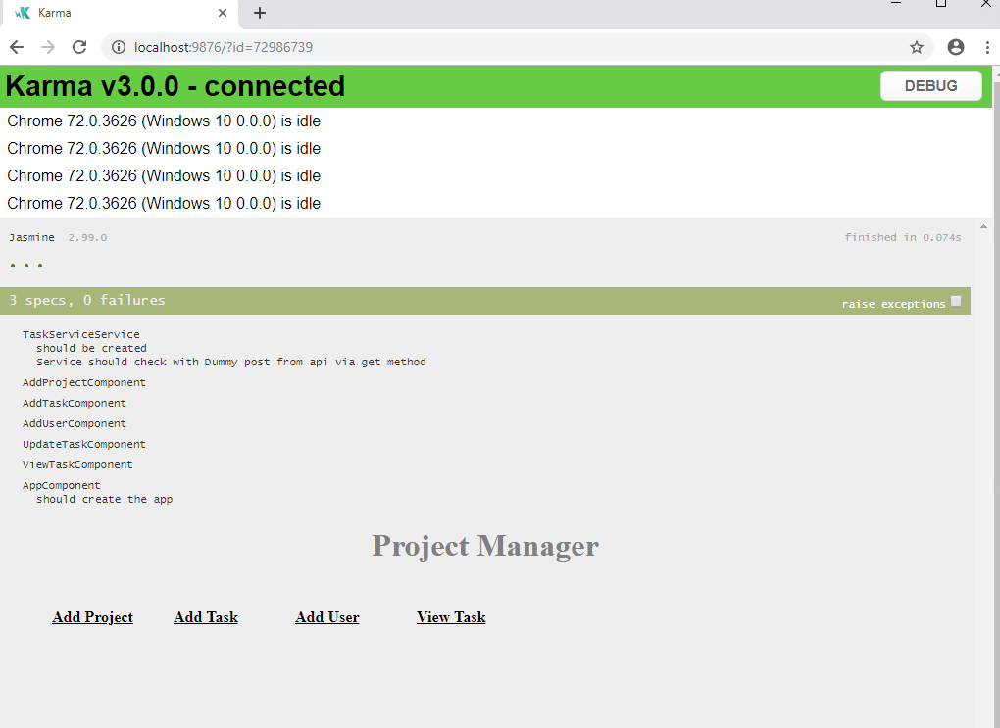 Karma
localhost:9876/?id=72986739
Karma v3.0.0 - connected
DEBUG
Chrome 72.0.3626 (Windows 10 0.0.0) is idle
Chrome 72.0.3626 (Windows 10 0.0.0) is idle
Chrome 72.0.3626 (Windows 10 0.0.0) is idle
Chrome 72.0.3626 (Windows 10 0.0.0) is idle
Jasmine 2.99.0
finished in 0.074s
• • •
3 specs, 0 failures
raise exceptions
TaskServiceService
should be created
Service should check with Dummy post from api via get method
AddProjectComponent
AddTaskComponent
AddUserComponent
UpdateTaskComponent
ViewTaskComponent
AppComponent
should create the app
Project Manager
Add Project Add Task Add User View Task